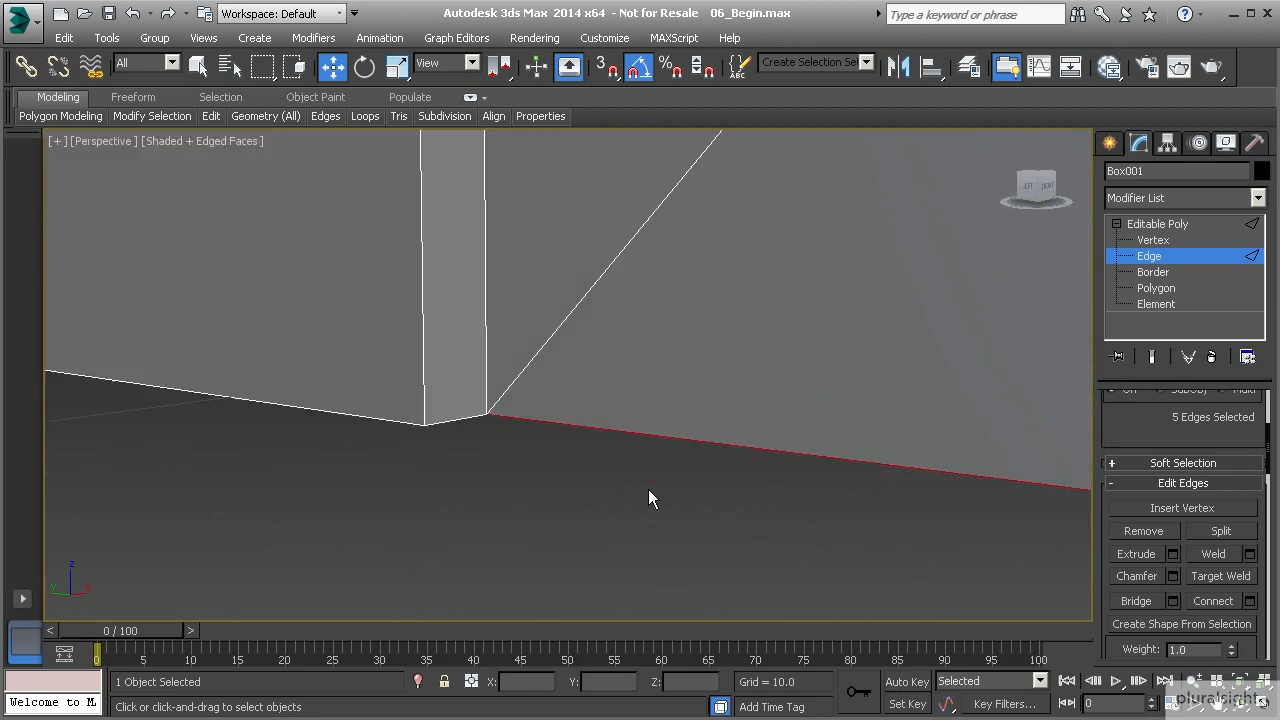 Workspace: Default
Autodesk 3ds Max 2014 x64 - Not for Resale 06_Begin.max
Type a keyword or phrase
Edit Tools Group Views Create Modifiers Animation Graph Editors Rendering Customize MAXScript Help
All
View
3
Create Selection Se
Modeling Freeform Selection Object Paint Populate
Polygon Modeling Modify Selection Edit Geometry (All) Edges Loops Tris Subdivision Align Properties
[+] [Perspective ] [Shaded + Edged Faces ]
Box001
Modifier List
Editable Poly
Vertex
Edge
Border
Polygon
Element
5 Edges Selected
- Edit Edges
+ Soft Selection
Insert Vertex
Remove Split
Extrude Weld
Chamfer Target Weld
Bridge Connect
Create Shape From Selection
Weight: 1.0
z
y x
< 0 / 100 >
0 5 10 15 20 25 30 35 40 45 50 55 60 65 70 75 80 85 90 95 100
1 Object Selected X: Y: Z: Grid = 10.0 Auto Key Selected
Welcome to M Click or click-and-drag to select objects Add Time Tag Set Key Key Filters... 0
pluralsight